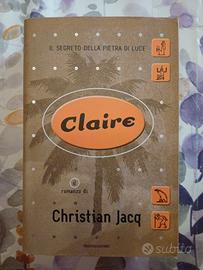 IL SEGRETO DELLA PIETRA DI LUCE
Claire
romanzo di
Christian Jacq
subito